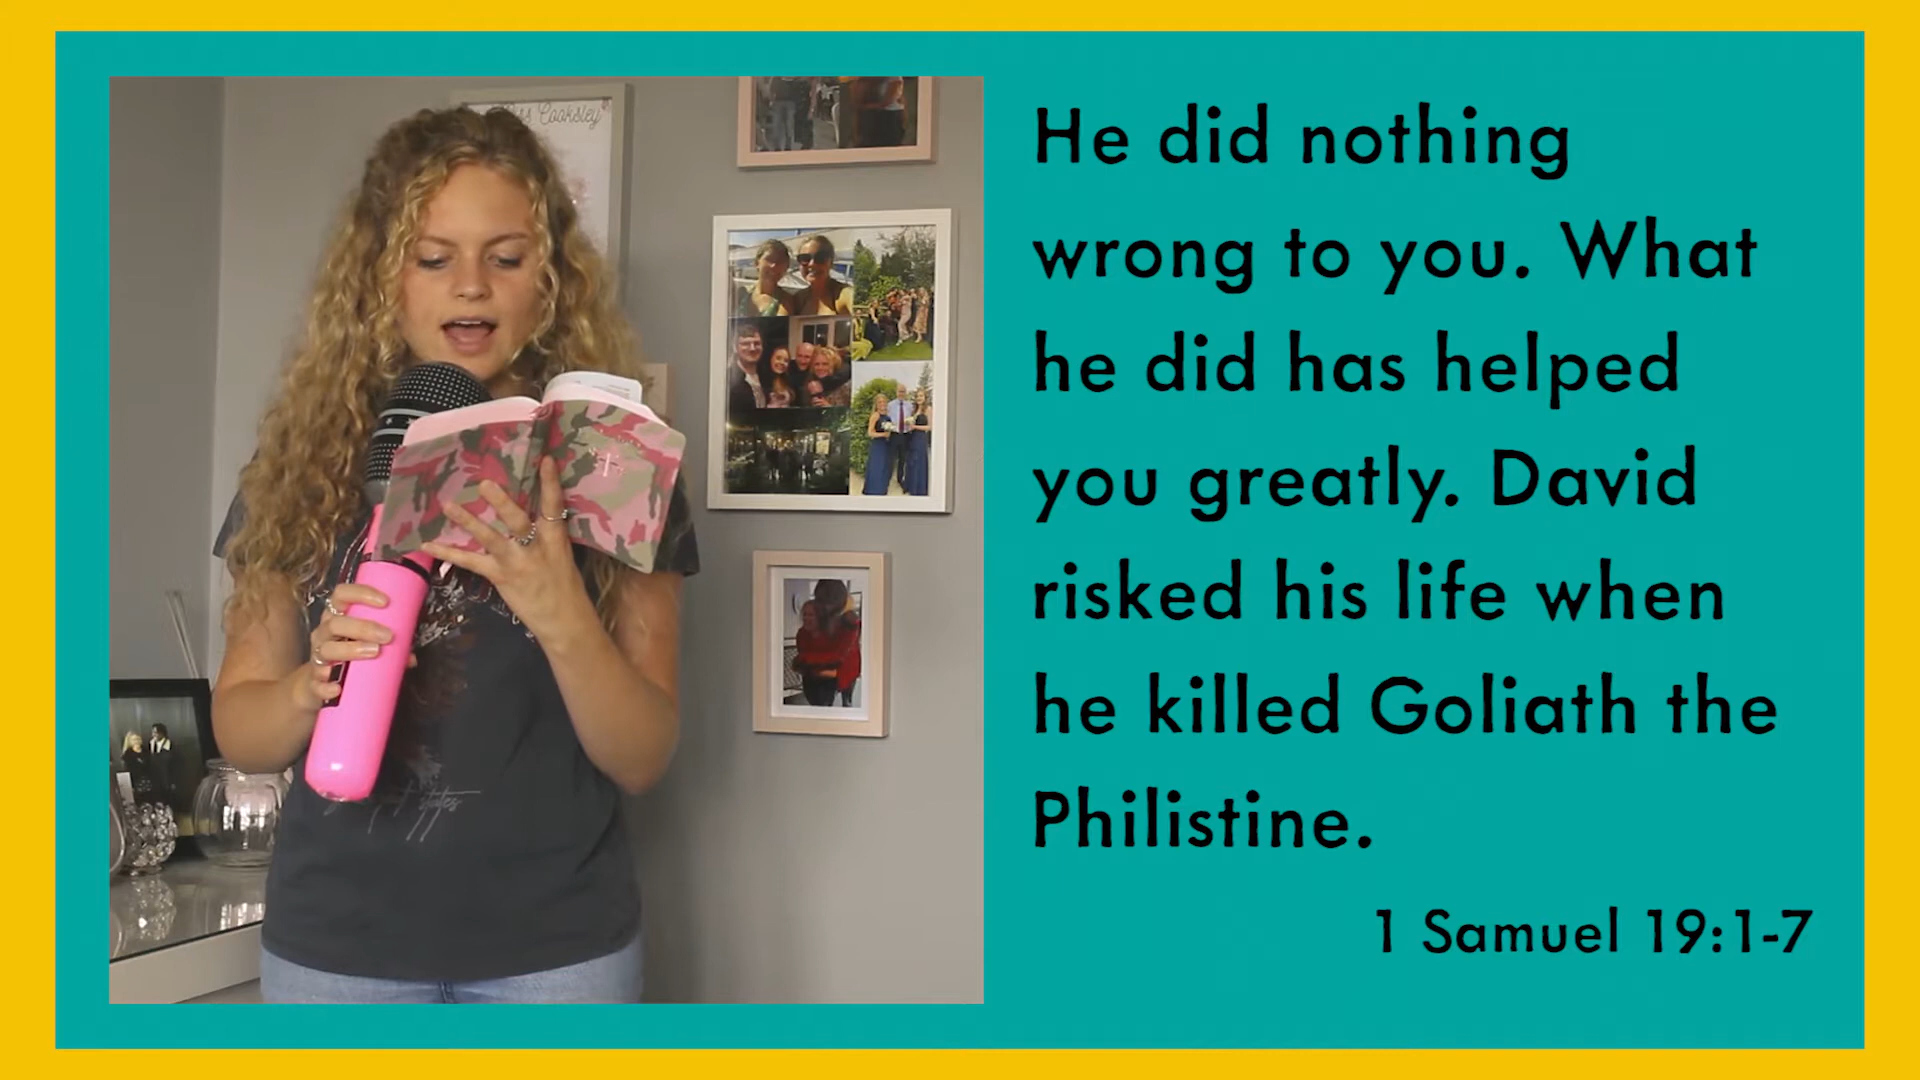 He did nothing
wrong to you. What
he did has helped
you greatly. David
risked his life when
he killed Goliath the
Philistine.
1 Samuel 19:1-7
Cooksley